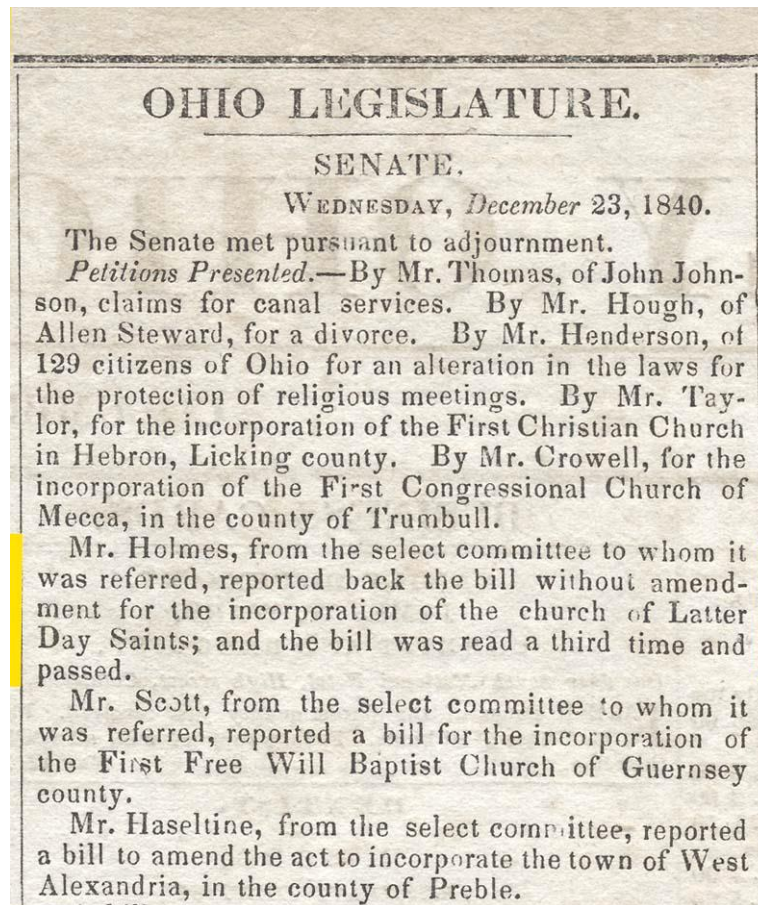 OHIO LEGISLATURE.
SENATE.
WEDNESDAY, December 23, 1840.
The Senate met pursuant to adjournment.
Petitions Presented.—By Mr. Thomas, of John John-
son, claims for canal services. By Mr. Hough, of
Allen Steward, for a divorce. By Mr. Henderson, of
129 citizens of Ohio for an alteration in the laws for
the protection of religious meetings. By Mr. Tay-
lor, for the incorporation of the First Christian Church
in Hebron, Licking county. By Mr. Crowell, for the
incorporation of the First Congressional Church of
Mecca, in the county of Trumbull.
Mr. Holmes, from the select committee to whom it
was referred, reported back the bill without amend-
ment for the incorporation of the church of Latter
Day Saints; and the bill was read a third time and
passed.
Mr. Scott, from the select committee to whom it
was referred, reported a bill for the incorporation of
the First Free Will Baptist Church of Guernsey
county.
Mr. Haseltine, from the select committee, reported
a bill to amend the act to incorporate the town of West
Alexandria, in the county of Preble.